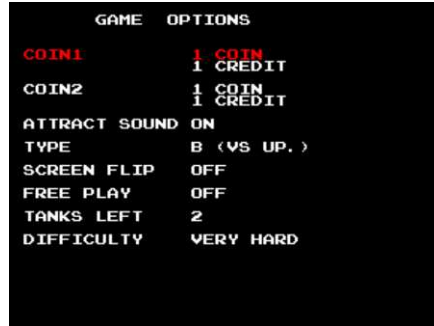 GAME OPTIONS
COIN1 1 COIN
1 CREDIT
COIN2 1 COIN
1 CREDIT
ATTRACT SOUND ON
TYPE B (VS UP.)
SCREEN FLIP OFF
FREE PLAY OFF
TANKS LEFT 2
DIFFICULTY VERY HARD